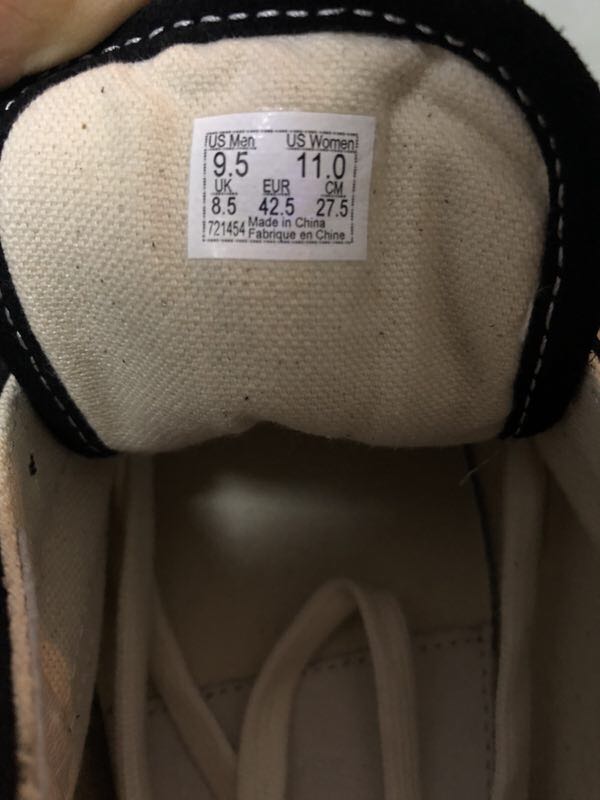 US Men US Women
9.5 11.0
UK EUR CM
8.5 42.5 27.5
721454 Made in China
Fabrique en Chine